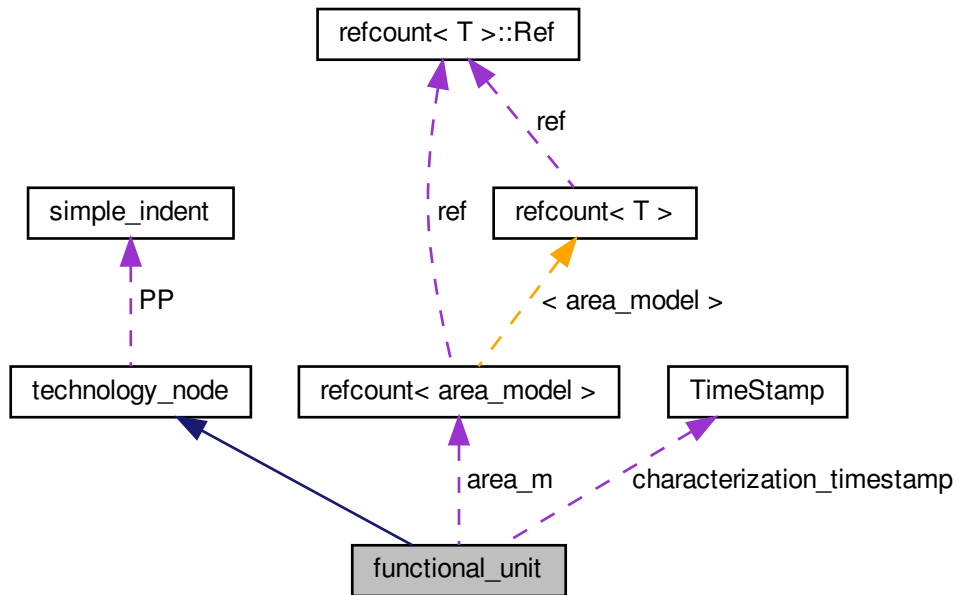 refcount< T >::Ref
ref
simple_indent
ref
refcount< T >
PP
< area_model >
technology_node
refcount< area_model >
TimeStamp
area_m
characterization_timestamp
functional_unit